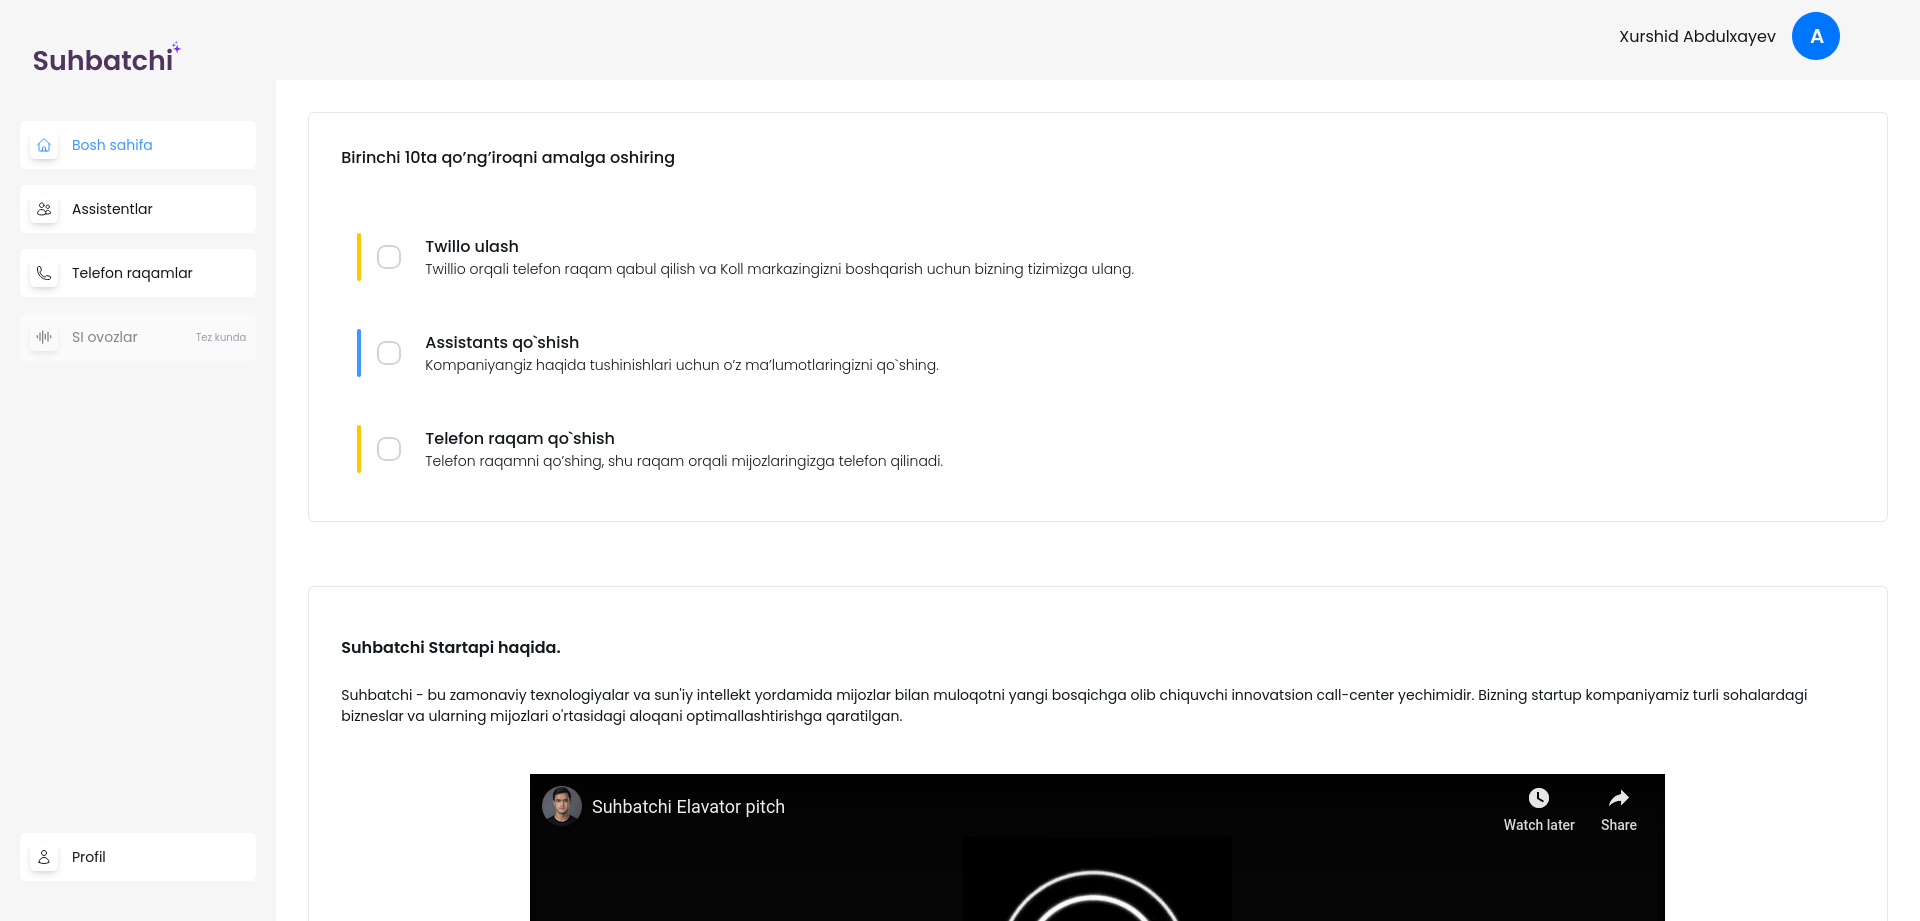 Suhbatchi
Xurshid Abdulxayev
A
Bosh sahifa
Assistentlar
Telefon raqamlar
SI ovozlar Tez kunda
Profil
Birinchi 10ta qo’ng’iroqni amalga oshiring
Twillo ulash
Twillio orqali telefon raqam qabul qilish va Koll markazingizni boshqarish uchun bizning tizimizga ulang.
Assistants qo`shish
Kompaniyangiz haqida tushinishlari uchun o’z ma’lumotlaringizni qo`shing.
Telefon raqam qo`shish
Telefon raqamni qo’shing, shu raqam orqali mijozlaringizga telefon qilinadi.
Suhbatchi Startapi haqida.
Suhbatchi - bu zamonaviy texnologiyalar va sun'iy intellekt yordamida mijozlar bilan muloqotni yangi bosqichga olib chiquvchi innovatsion call-center yechimidir. Bizning startup kompaniyamiz turli sohalardagi
bizneslar va ularning mijozlari o'rtasidagi aloqani optimallashtirishga qaratilgan.
Suhbatchi Elavator pitch
Watch later
Share